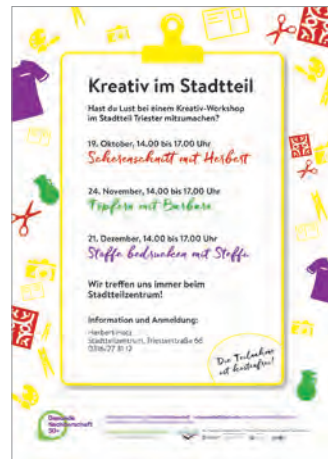 Kreativ im Stadtteil
Hast du Lust bei einem Kreativ-Workshop
im Stadtteil Triester mitzumachen?
19. Oktober, 14.00 bis 17.00 Uhr
Scherenschnitt mit Herbert
24. November, 14.00 bis 17.00 Uhr
Töpfern mit Barbara
21. Dezember, 14.00 bis 17.00 Uhr
Stoffe bedrucken mit Steffi
Wir treffen uns immer beim
Stadtteilzentrum!
Information und Anmeldung:
Stadtteilzentrum, Triesterstraße 66
Die Teilnahme
ist kostenfrei!
Nachbarschaft